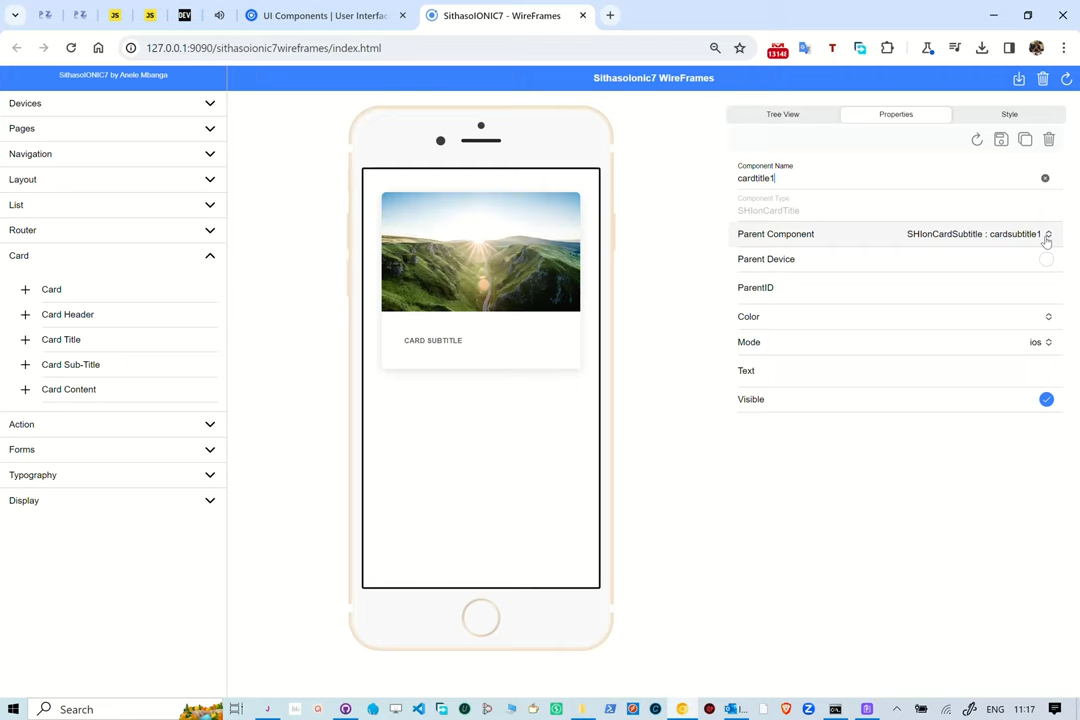 UI Components | User Interfac
SithasoIONIC7 - WireFrames
127.0.0.1:9090/sithasoionic7wireframes/index.html
SithasoIONIC7 by Anele Mbanga
SithasoIonic7 WireFrames
Devices
Pages
Navigation
Layout
List
Router
Card
Card
Card Header
Card Title
Card Sub-Title
Card Content
Action
Forms
Typography
Display
CARD SUBTITLE
Tree View
Properties
Style
Component Name
cardtitle1
Component Type
SHIonCardTitle
Parent Component
SHIonCardSubtitle : cardsubtitle1
Parent Device
ParentID
Color
Mode
ios
Text
Visible
Search
ENG
11:17